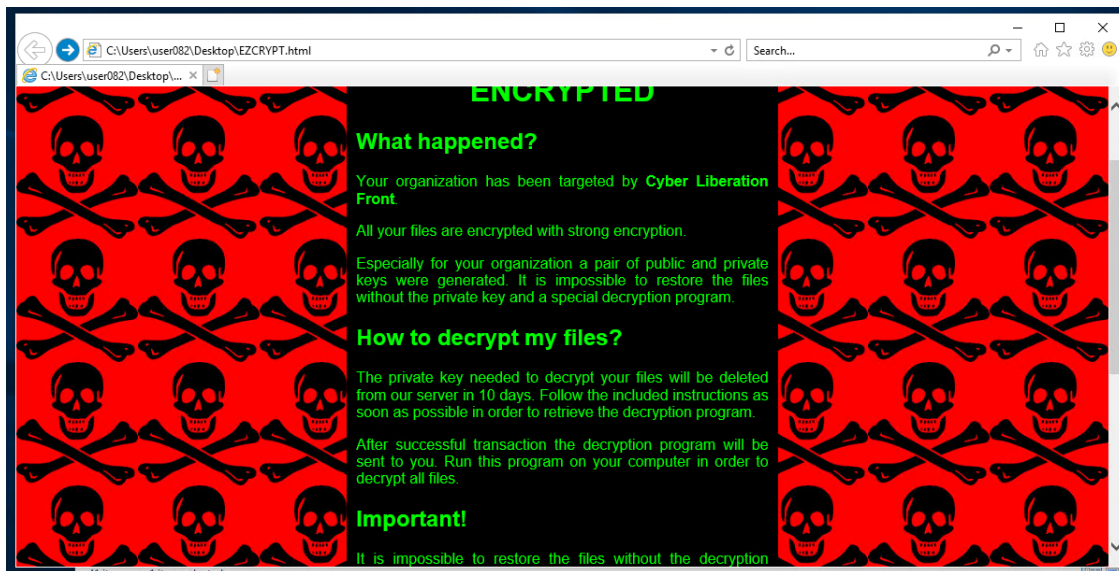 C:\Users\user082\Desktop\EZCRYPT.html
Search...
C:\Users\user082\Desktop\...
ENCRYPTED
What happened?
Your organization has been targeted by Cyber Liberation
Front.
All your files are encrypted with strong encryption.
Especially for your organization a pair of public and private
keys were generated. It is impossible to restore the files
without the private key and a special decryption program.
How to decrypt my files?
The private key needed to decrypt your files will be deleted
from our server in 10 days. Follow the included instructions as
soon as possible in order to retrieve the decryption program.
After successful transaction the decryption program will be
sent to you. Run this program on your computer in order to
decrypt all files.
Important!
It is impossible to restore the files without the decryption